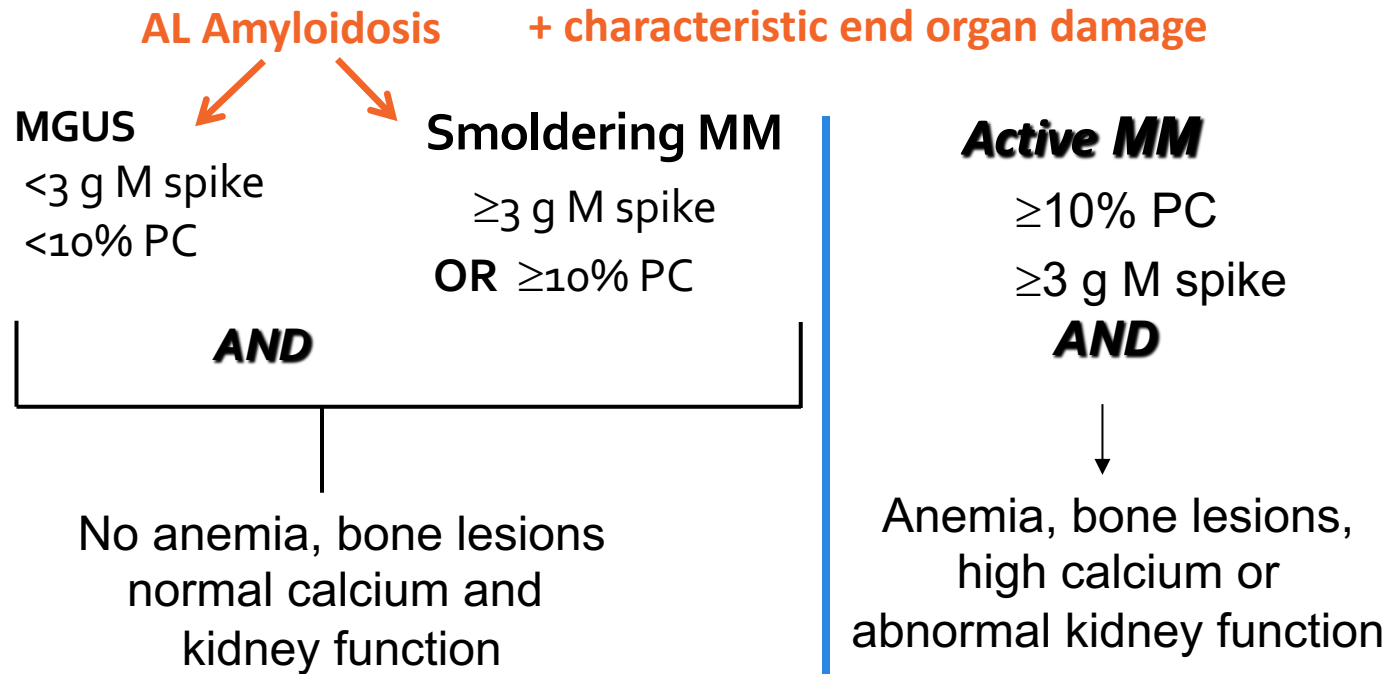 AL Amyloidosis + characteristic end organ damage
MGUS
<3 g M spike
<10% PC
Smoldering MM
≥3 g M spike
OR ≥10% PC
AND
No anemia, bone lesions
normal calcium and
kidney function
Active MM
≥10% PC
≥3 g M spike
AND
Anemia, bone lesions,
high calcium or
abnormal kidney function